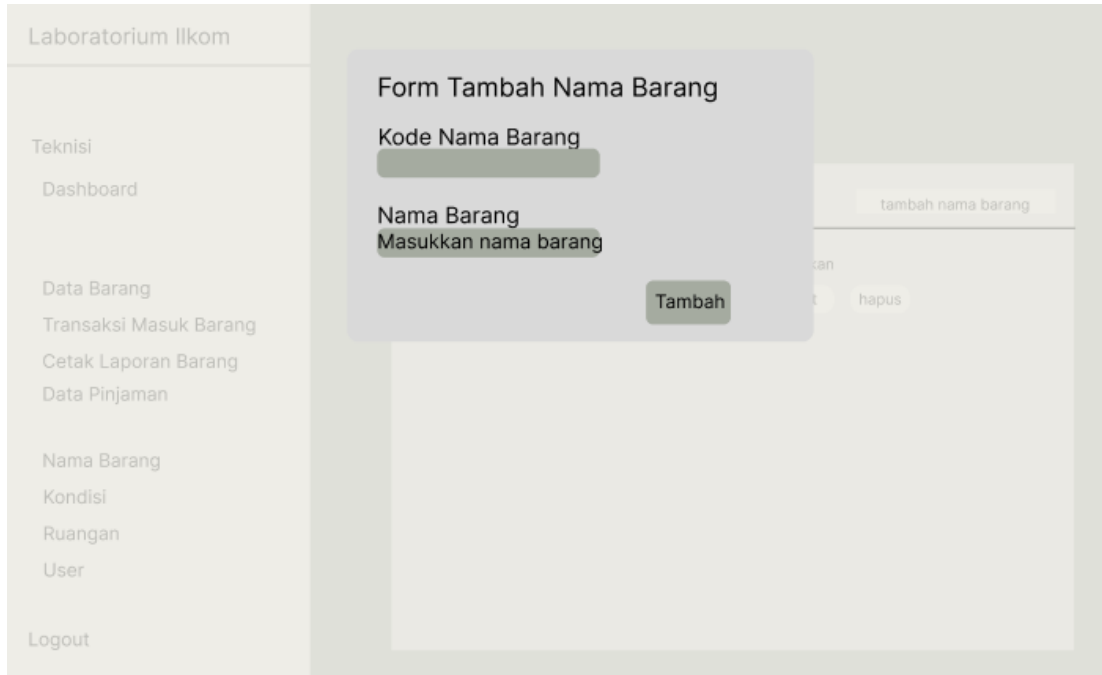 Laboratorium Ilkom
Teknisi
Dashboard
Data Barang
Transaksi Masuk Barang
Cetak Laporan Barang
Data Pinjaman
Nama Barang
Kondisi
Ruangan
User
Logout
Form Tambah Nama Barang
Kode Nama Barang
Nama Barang
Masukkan nama barang
Tambah
tambah nama barang
hapus